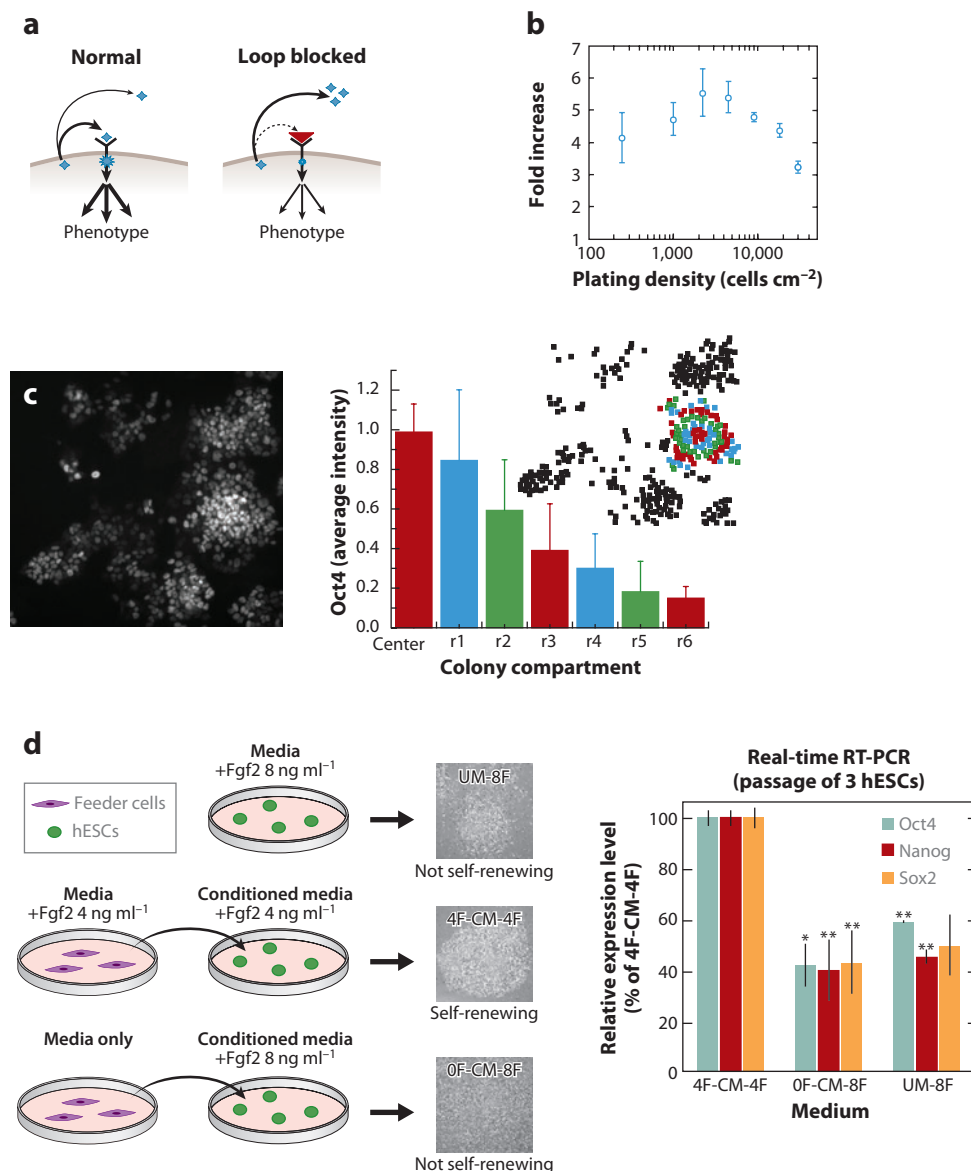 a
Normal
Loop blocked
Phenotype
Phenotype
b
Fold increase
7
6
5
4
3
2
1
100
1,000
10,000
Plating density (cells cm⁻²)
c
Oct4 (average intensity)
1.2
1.0
0.8
0.6
0.4
0.2
0.0
Center
r1
r2
r3
r4
r5
r6
Colony compartment
d
Feeder cells
hESCs
Media
+Fgf2 8 ng ml⁻¹
UM-8F
Not self-renewing
Media
+Fgf2 4 ng ml⁻¹
Conditioned media
+Fgf2 4 ng ml⁻¹
4F-CM-4F
Self-renewing
Media only
Conditioned media
+Fgf2 8 ng ml⁻¹
0F-CM-8F
Not self-renewing
Real-time RT-PCR
(passage of 3 hESCs)
Relative expression level
(% of 4F-CM-4F)
100
80
60
40
20
0
Oct4
Nanog
Sox2
* ** **
** **
4F-CM-4F
0F-CM-8F
UM-8F
Medium